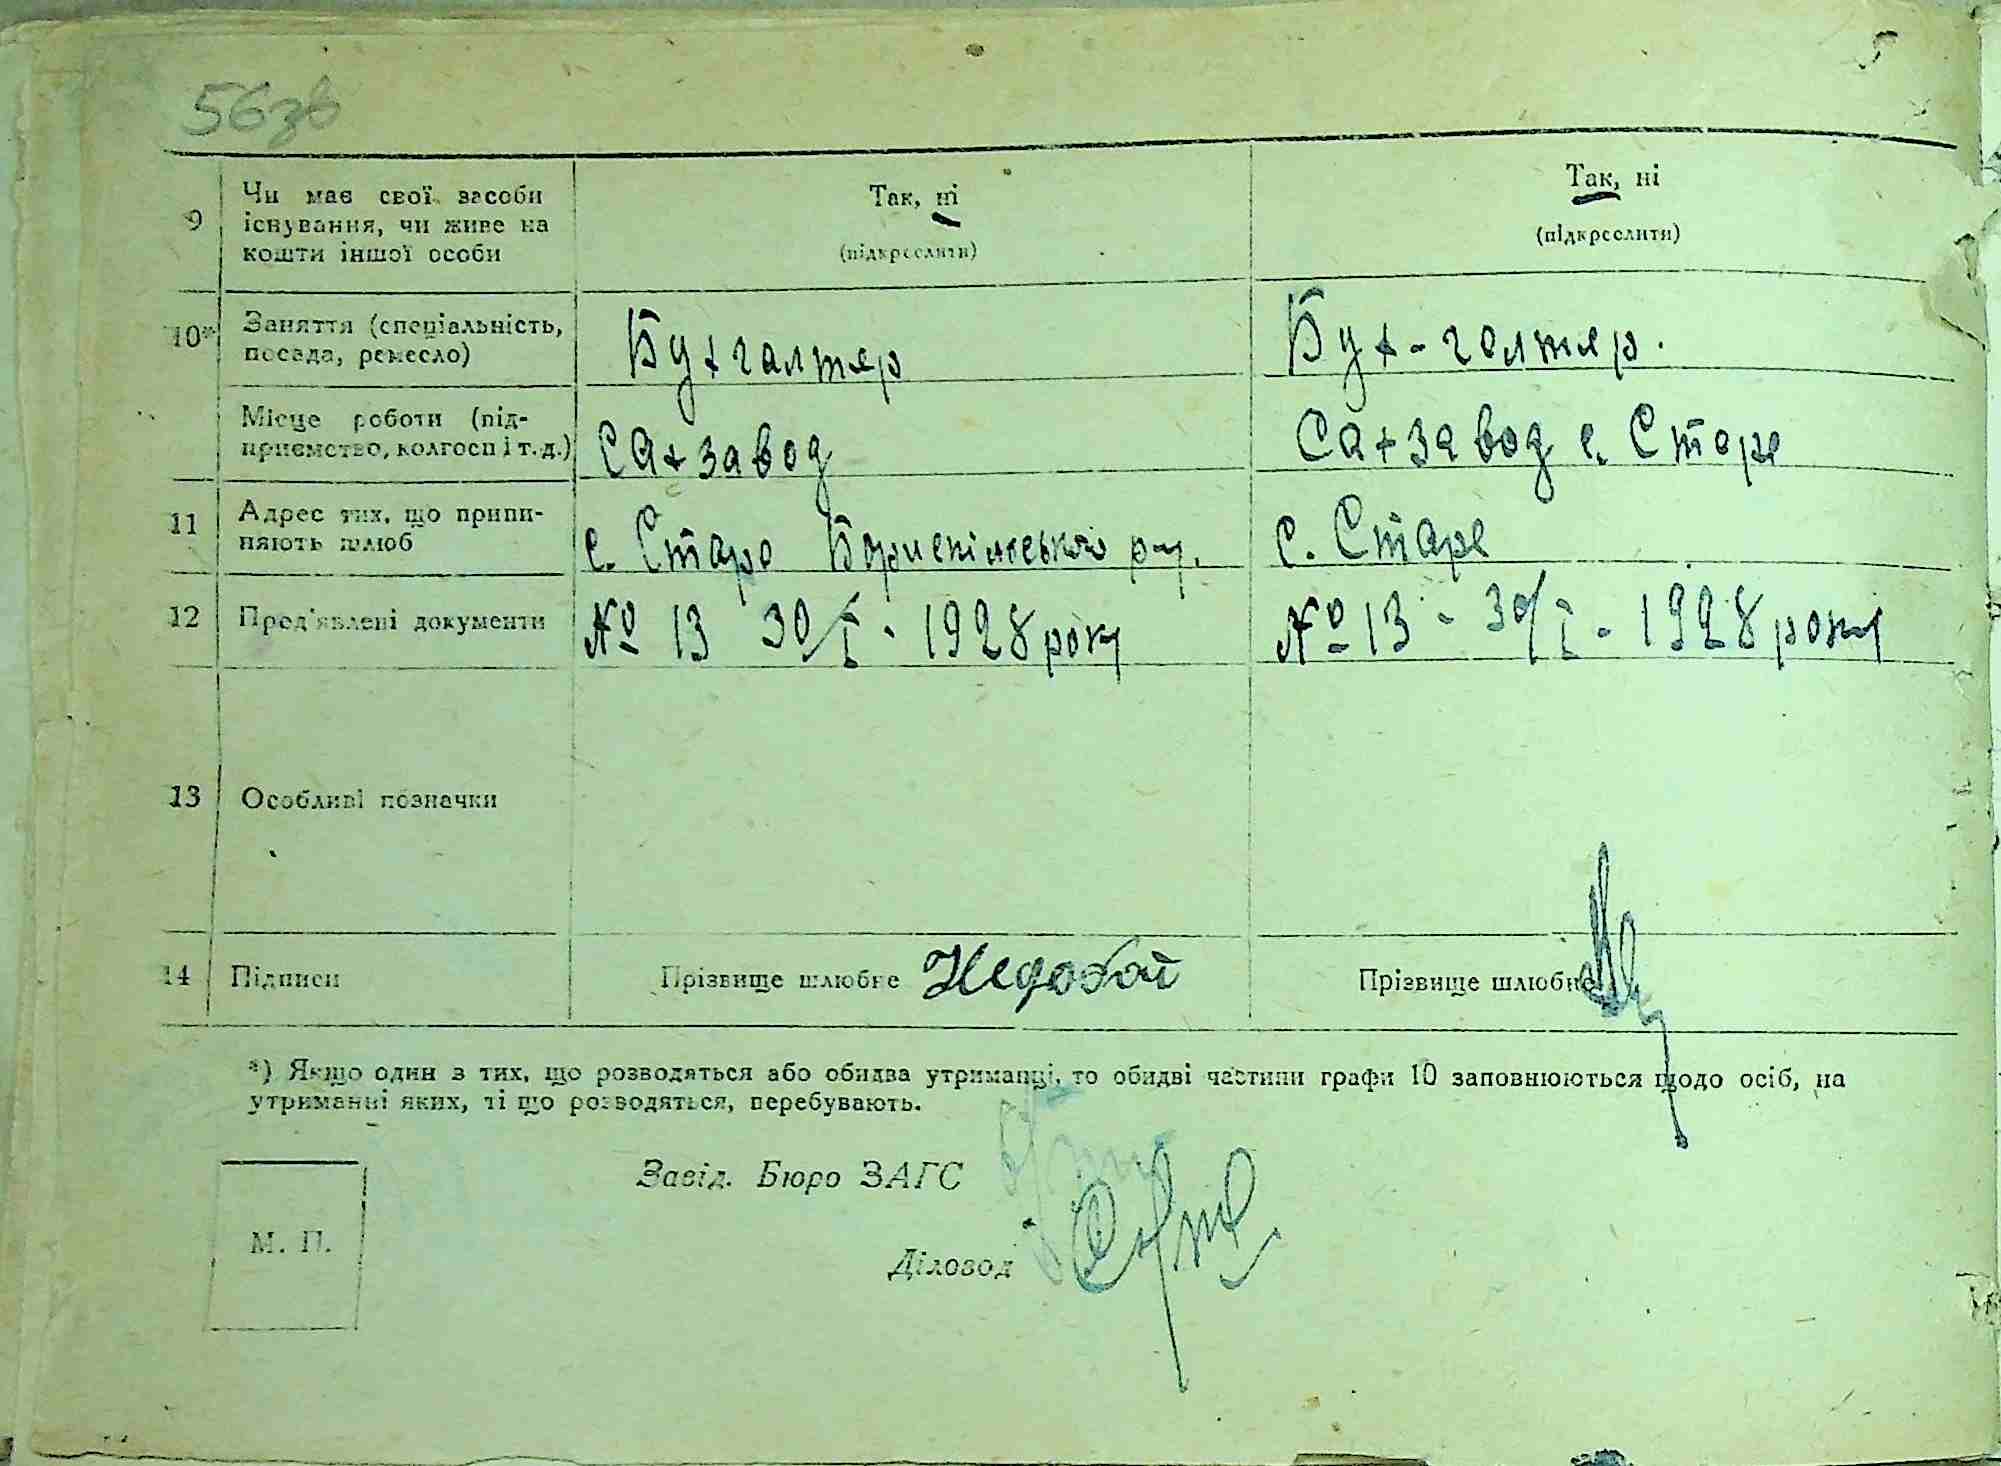 56зв
9 Чи має свої засоби існування, чи живе на кошти іншої особи
Так, ні
(підкреслити)
Так, ні
(підкреслити)
10* Заняття (спеціальність, посада, ремесло)
Бухгалтер
Бух-галтер.
Місце роботи (підприємство, колгосп і т. д.)
Сахзавод
Сахзавод с. Старе
11 Адрес тих, що припиняють шлюб
с. Старе Бориспільського р-у.
с. Старе
12 Пред'явлені документи
№ 13 30/I - 1928 року
№ 13 - 30/I - 1928 року
13 Особливі позначки
14 Підписи
Прізвище шлюбне Недобой
Прізвище шлюбне
*) Якщо один з тих, що розводяться або обидва утриманці, то обидві частини графи 10 заповнюються щодо осіб, на
утриманні яких, ті що розводяться, перебувають.
Завід. Бюро ЗАГС
М. П.
Діловод